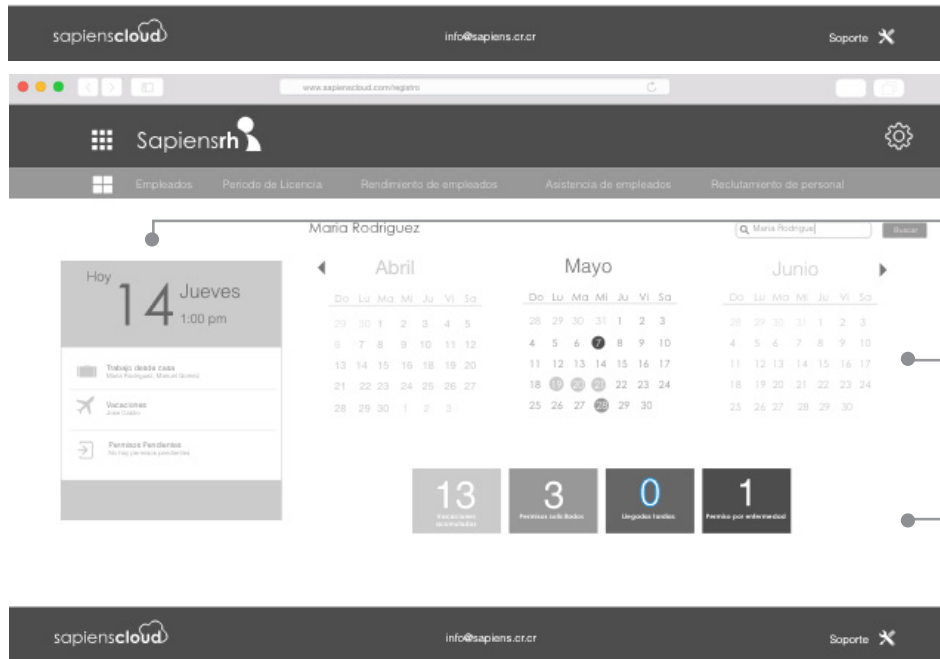 sapienscloud info@sapiens.cr.cr Soporte
www.sapienscloud.com/registro
Sapiensrh
Empleados Periodo de Licencia Rendimiento de empleados Asistencia de empleados Reclutamiento de personal
Maria Rodriguez
Maria Rodrigue Buscar
Hoy
14 Jueves
1:00 pm
Trabajo desde casa
Maria Rodriguez, Manuel
Vacaciones
Jose
Permisos Pendientes
No hay permisos pendientes
Abril
Do Lu Ma Mi Ju Vi Sa
29 30 1 2 3 4 5
6 7 8 9 10 11 12
13 14 15 16 18 19 20
21 22 23 24 25 26 27
28 29 30 1 2 3
Mayo
Do Lu Ma Mi Ju Vi Sa
28 29 30 31 1 2 3
4 5 6 7 8 9 10
11 12 13 14 15 16 17
18 19 20 21 22 23 24
25 26 27 28 29 30
Junio
Do Lu Ma Mi Ju Vi Sa
28 29 30 31 1 2 3
4 5 6 7 8 9 10
11 12 13 14 15 16 17
18 19 20 21 22 23 24
25 26 27 28 29 30
13
Vacaciones
acumuladas
3
Permisos solicitados
0
Llegadas tardías
1
Permiso por enfermedad
sapienscloud info@sapiens.cr.cr Soporte